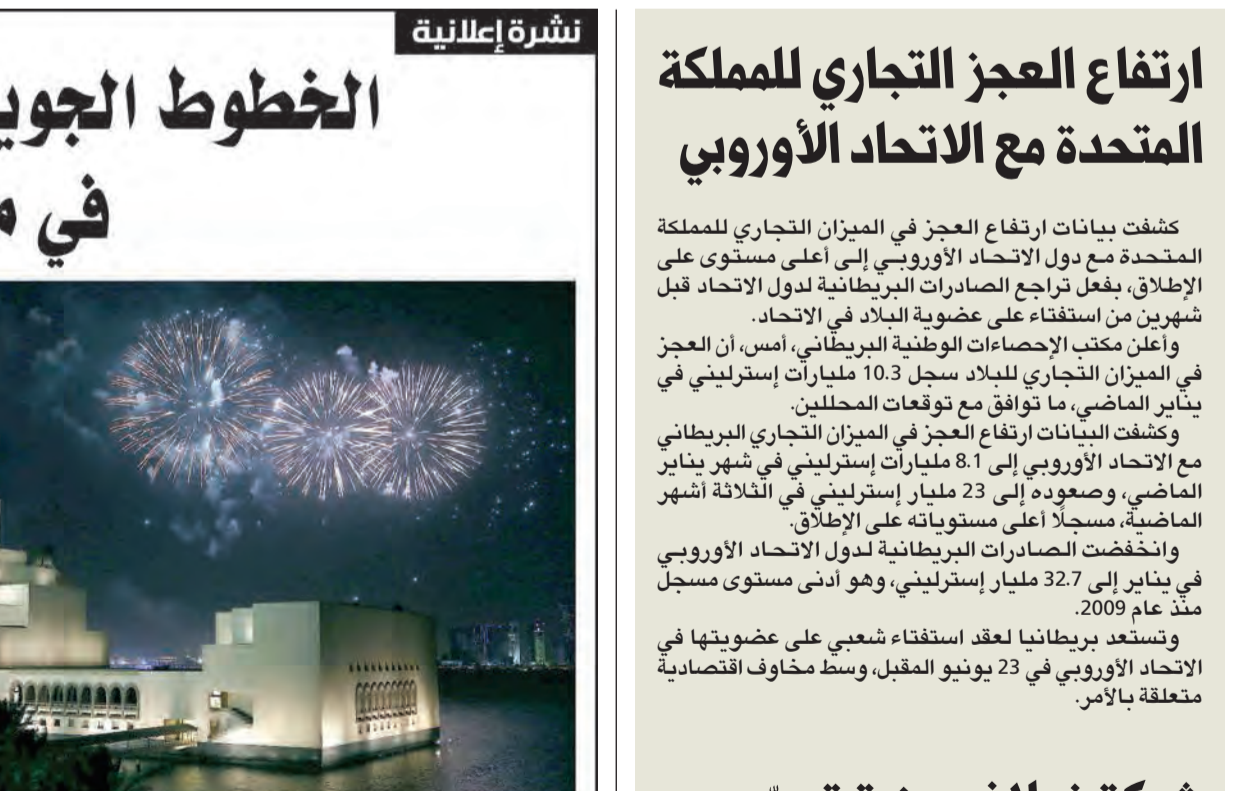 ارتفاع العجز التجاري للمملكة
المتحدة مع الاتحاد الأوروبي
كشفت بيانات ارتفاع العجز في الميزان التجاري للمملكة
المتحدة مع دول الاتحاد الأوروبي إلى أعلى مستوى على
الإطلاق، بفعل تراجع الصادرات البريطانية لدول الاتحاد قبل
شهرين من استفتاء على عضوية البلاد في الاتحاد.
وأعلن مكتب الإحصاءات الوطنية البريطاني، أمس، أن العجز
في الميزان التجاري للبلاد سجل 10.3 مليارات إسترليني في
يناير الماضي، ما توافق مع توقعات المحللين.
وكشفت البيانات ارتفاع العجز في الميزان التجاري البريطاني
مع الاتحاد الأوروبي إلى 8.1 مليارات إسترليني في شهر يناير
الماضي، وصعوده إلى 23 مليار إسترليني في الثلاثة أشهر
الماضية، مسجلًا أعلى مستوياته على الإطلاق.
وانخفضت الصادرات البريطانية لدول الاتحاد الأوروبي
في يناير إلى 32.7 مليار إسترليني، وهو أدنى مستوى مسجل
منذ عام 2009.
وتستعد بريطانيا لعقد استفتاء شعبي على عضويتها في
الاتحاد الأوروبي في 23 يونيو المقبل، وسط مخاوف اقتصادية
متعلقة بالأمر.
نشرة إعلانية
الخطوط الجوي
في م